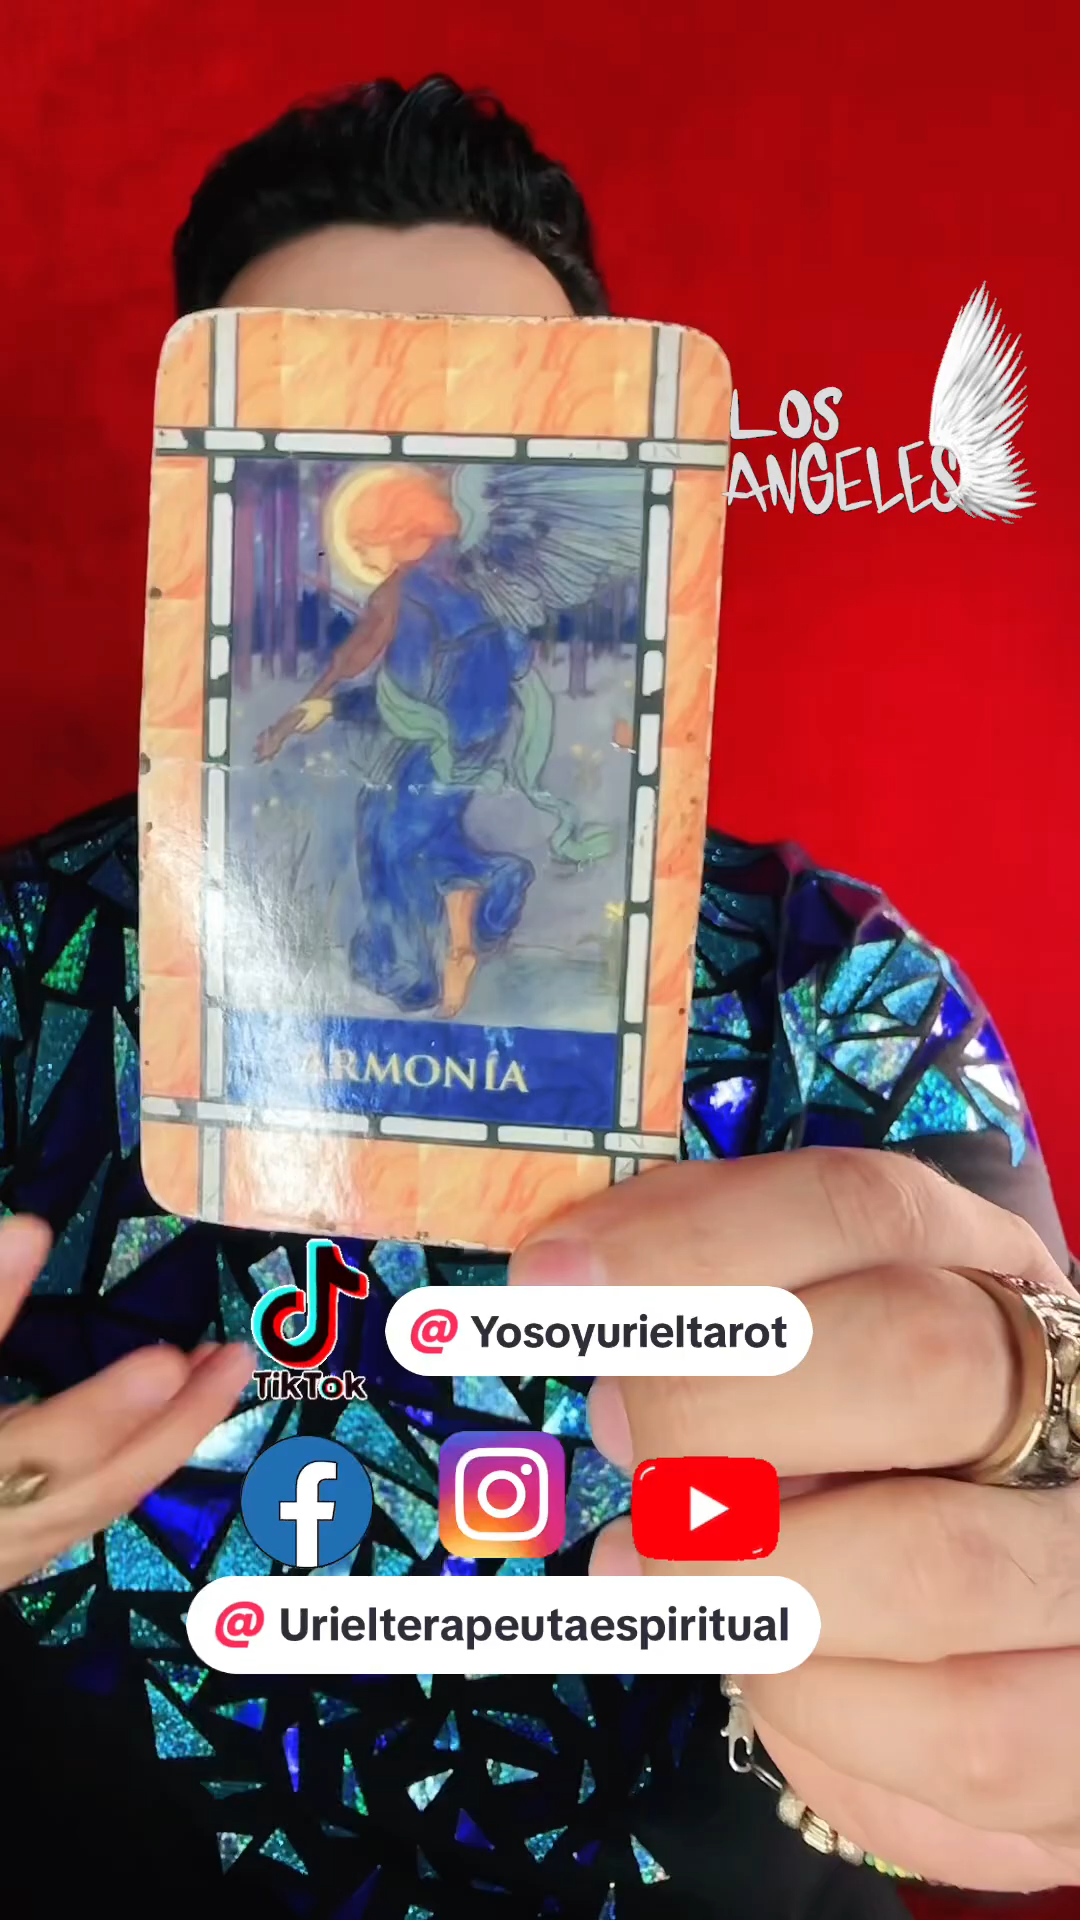 LOS
ANGELES
ARMONÍA
TikTok
@ Yosoyurieltarot
@ Urielterapeutaespiritual